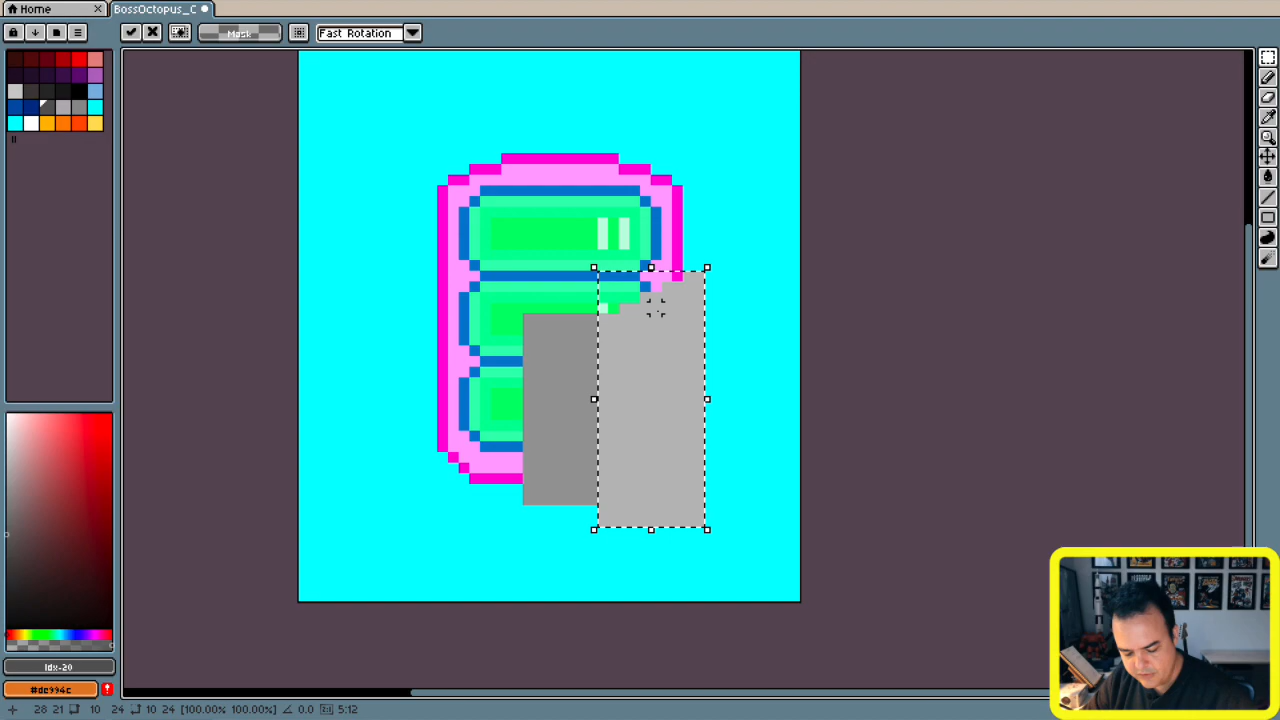 Home
BossOctopus_C
Mask
Fast Rotation
Idx-20
#dc994c
28 21 10 24 10 24 [100.00% 100.00%] 0.0 5:12